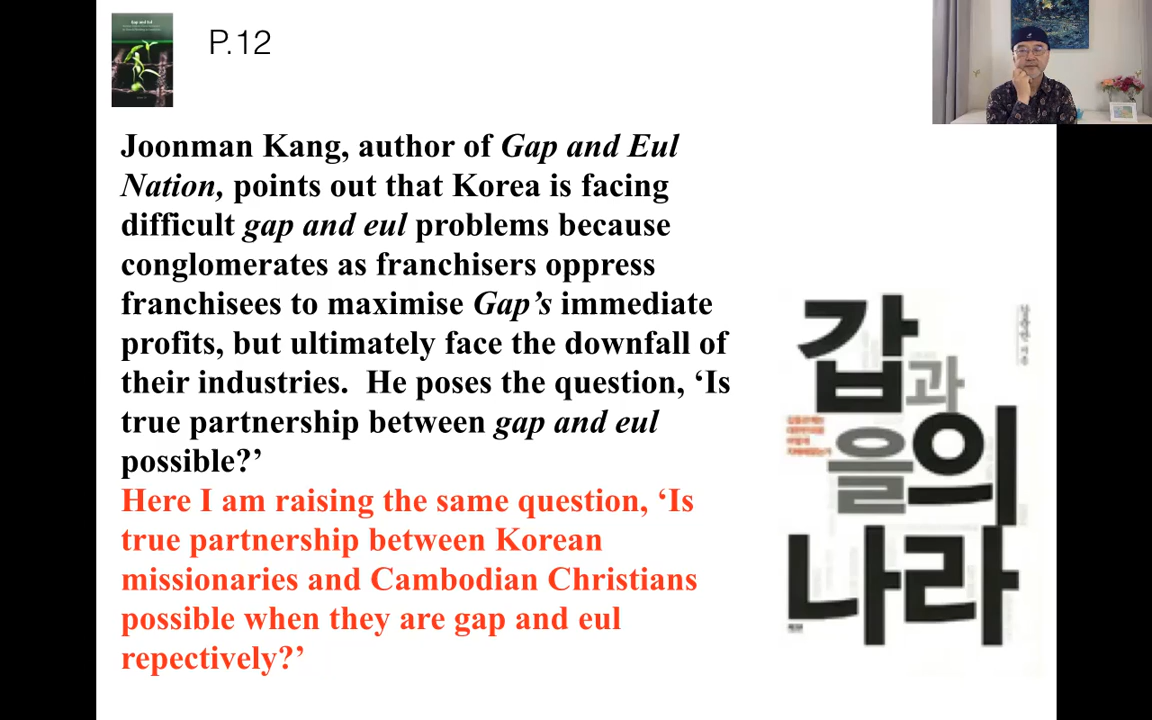 Gap and Eul
P.12
Joonman Kang, author of Gap and Eul
Nation, points out that Korea is facing
difficult gap and eul problems because
conglomerates as franchisers oppress
franchisees to maximise Gap’s immediate
profits, but ultimately face the downfall of
their industries.  He poses the question, ‘Is
true partnership between gap and eul
possible?’
Here I am raising the same question, ‘Is
true partnership between Korean
missionaries and Cambodian Christians
possible when they are gap and eul
repectively?’
갑과
을의
나라